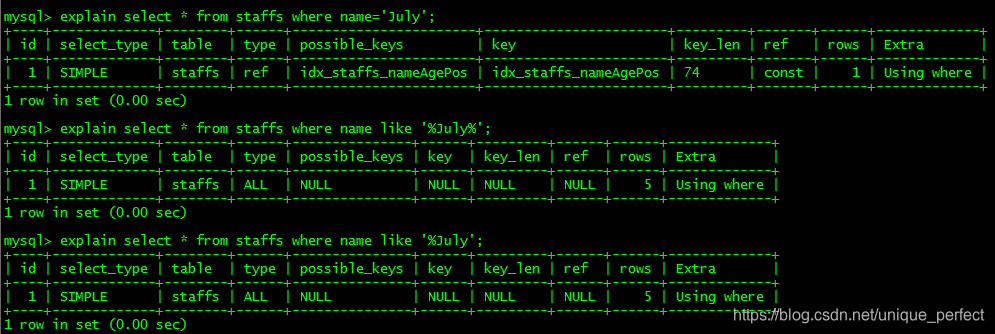 mysql> explain select * from staffs where name='July';
+----+-------------+--------+------+-----------------------+-----------------------+---------+-------+------+-------------+
| id | select_type | table | type | possible_keys | key | key_len | ref | rows | Extra |
+----+-------------+--------+------+-----------------------+-----------------------+---------+-------+------+-------------+
| 1 | SIMPLE | staffs | ref | idx_staffs_nameAgePos | idx_staffs_nameAgePos | 74 | const | 1 | Using where |
+----+-------------+--------+------+-----------------------+-----------------------+---------+-------+------+-------------+
1 row in set (0.00 sec)
mysql> explain select * from staffs where name like '%July%';
+----+-------------+--------+------+---------------+------+---------+------+------+-------------+
| id | select_type | table | type | possible_keys | key | key_len | ref | rows | Extra |
+----+-------------+--------+------+---------------+------+---------+------+------+-------------+
| 1 | SIMPLE | staffs | ALL | NULL | NULL | NULL | NULL | 5 | Using where |
+----+-------------+--------+------+---------------+------+---------+------+------+-------------+
1 row in set (0.00 sec)
mysql> explain select * from staffs where name like '%July';
+----+-------------+--------+------+---------------+------+---------+------+------+-------------+
| id | select_type | table | type | possible_keys | key | key_len | ref | rows | Extra |
+----+-------------+--------+------+---------------+------+---------+------+------+-------------+
| 1 | SIMPLE | staffs | ALL | NULL | NULL | NULL | NULL | 5 | Using where |
+----+-------------+--------+------+---------------+------+---------+------+------+-------------+
1 row in set (0.00 sec)
https://blog.csdn.net/unique_perfect